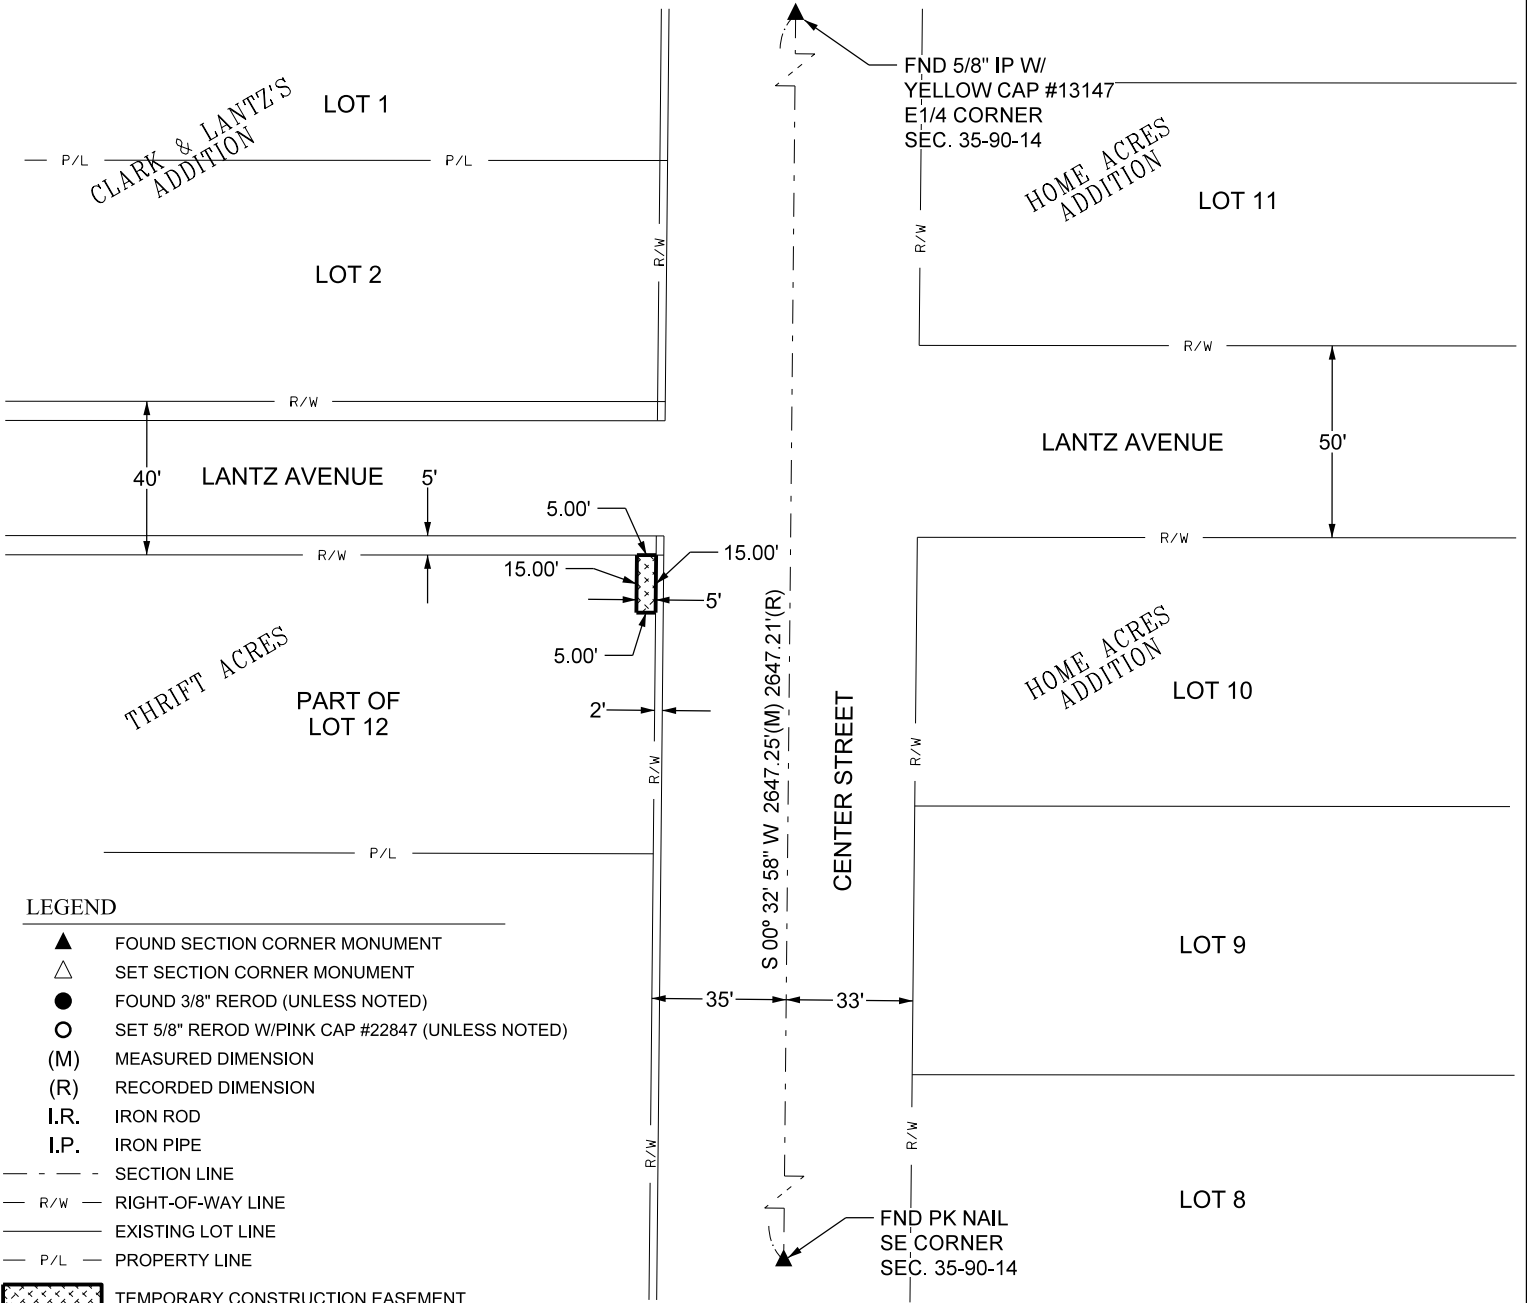 FND 5/8" IP W/
YELLOW CAP #13147
E1/4 CORNER
SEC. 35-90-14
LOT 1
CLARK & LANTZ'S
ADDITION
P/L
P/L
LOT 2
R/W
HOME ACRES
ADDITION
LOT 11
R/W
R/W
R/W
40'
LANTZ AVENUE
5'
LANTZ AVENUE
50'
5.00'
R/W
15.00'
15.00'
R/W
5'
5.00'
THRIFT ACRES
PART OF
LOT 12
2'
R/W
S 00° 32' 58" W 2647.25'(M) 2647.21'(R)
CENTER STREET
HOME ACRES
ADDITION
LOT 10
R/W
P/L
LOT 9
35'
33'
R/W
R/W
LOT 8
FND PK NAIL
SE CORNER
SEC. 35-90-14
LEGEND
FOUND SECTION CORNER MONUMENT
SET SECTION CORNER MONUMENT
FOUND 3/8" REROD (UNLESS NOTED)
SET 5/8" REROD W/PINK CAP #22847 (UNLESS NOTED)
(M) MEASURED DIMENSION
(R) RECORDED DIMENSION
I.R. IRON ROD
I.P. IRON PIPE
SECTION LINE
R/W RIGHT-OF-WAY LINE
EXISTING LOT LINE
P/L PROPERTY LINE
TEMPORARY CONSTRUCTION EASEMENT